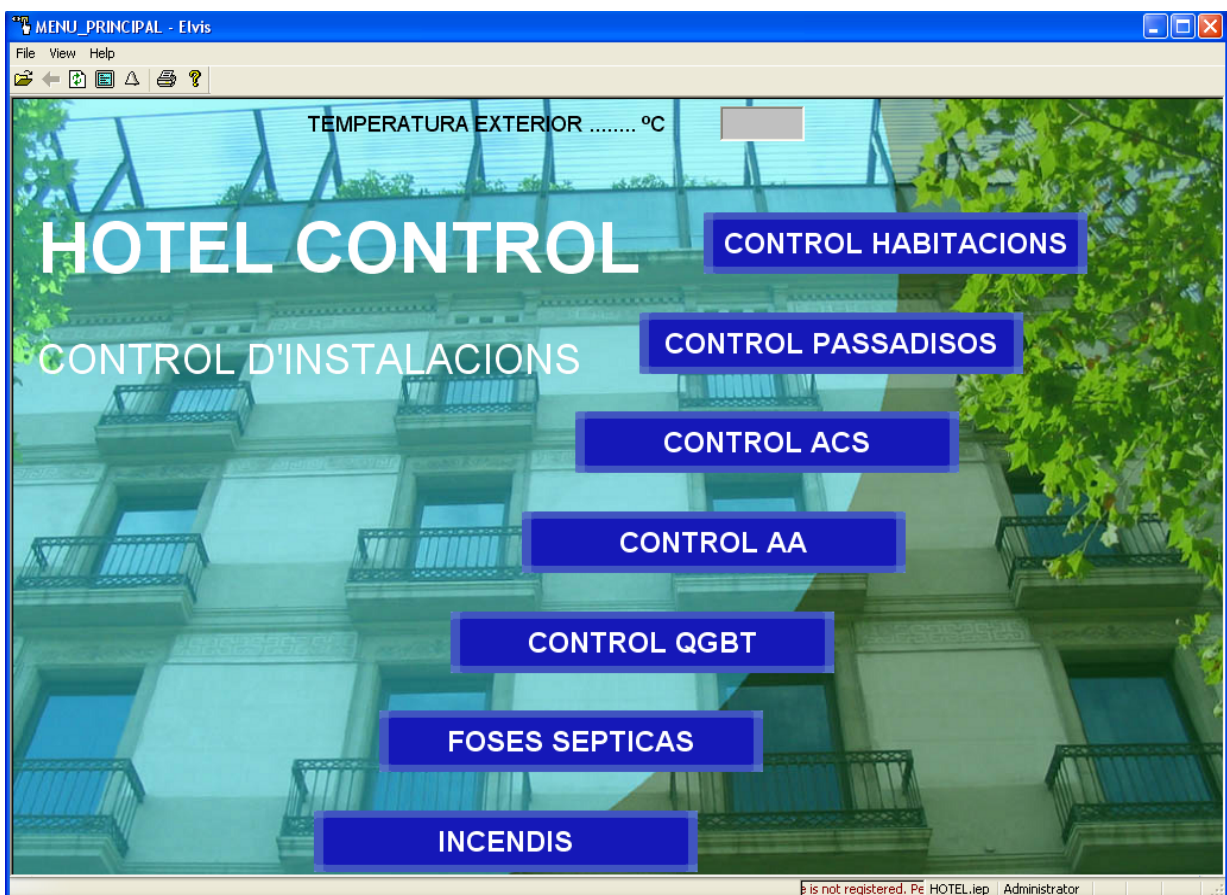 MENU_PRINCIPAL - Elvis
File View Help
TEMPERATURA EXTERIOR ........ ºC
HOTEL CONTROL
CONTROL D'INSTALACIONS
CONTROL HABITACIONS
CONTROL PASSADISOS
CONTROL ACS
CONTROL AA
CONTROL QGBT
FOSES SEPTICAS
INCENDIS
is not registered. Pe HOTEL.iep Administrator